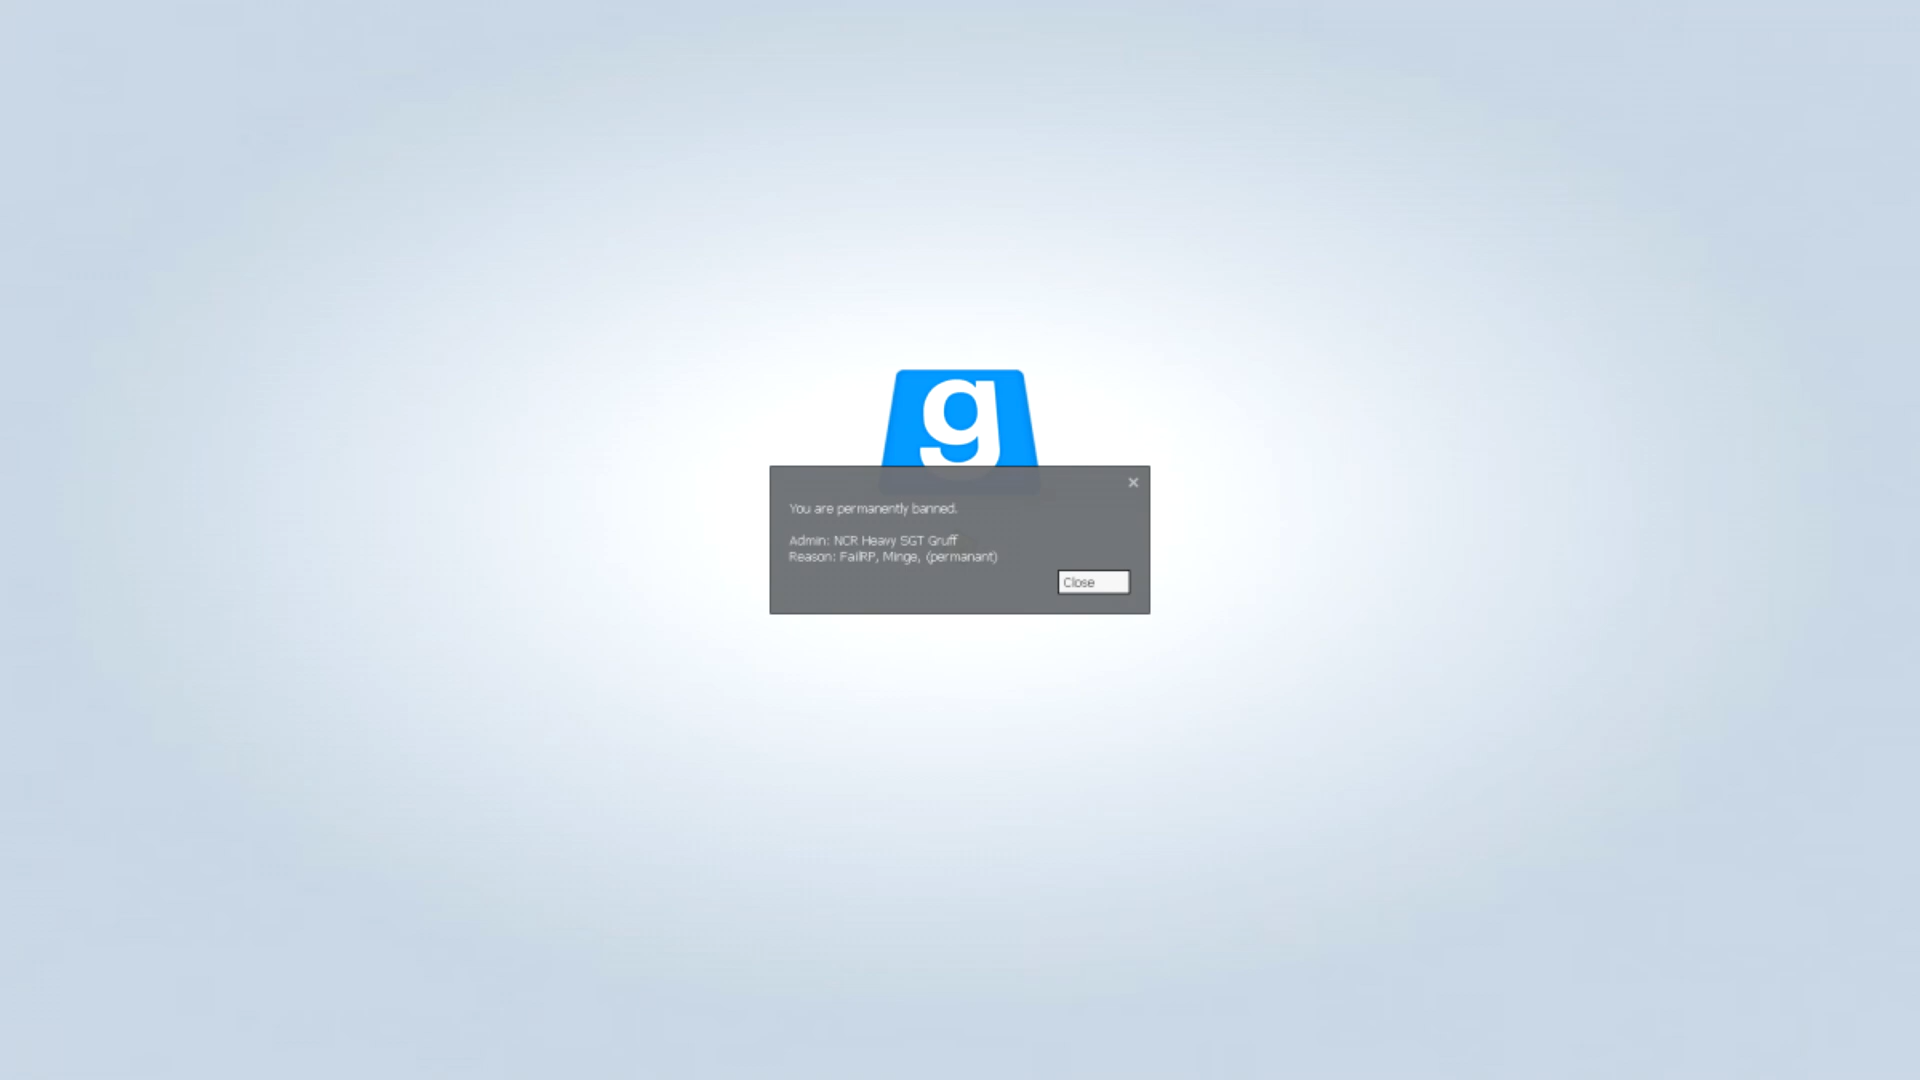 g
You are permanently banned.
Admin: NCR Heavy SGT Gruff
Reason: FailRP, Minge, (permanant)
Close